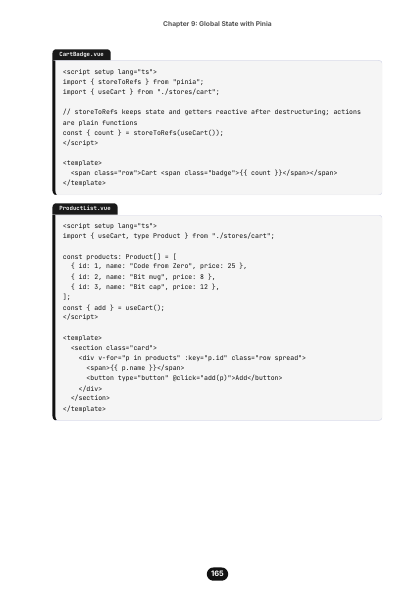 Chapter 9: Global State with Pinia
CartBadge.vue
<script setup lang="ts">
import { storeToRefs } from "pinia";
import { useCart } from "./stores/cart";

// storeToRefs keeps state and getters reactive after destructuring; actions
are plain functions
const { count } = storeToRefs(useCart());
</script>

<template>
  <span class="row">Cart <span class="badge">{{ count }}</span></span>
</template>
ProductList.vue
<script setup lang="ts">
import { useCart, type Product } from "./stores/cart";

const products: Product[] = [
  { id: 1, name: "Code from Zero", price: 25 },
  { id: 2, name: "Bit mug", price: 8 },
  { id: 3, name: "Bit cap", price: 12 },
];
const { add } = useCart();
</script>

<template>
  <section class="card">
    <div v-for="p in products" :key="p.id" class="row spread">
      <span>{{ p.name }}</span>
      <button type="button" @click="add(p)">Add</button>
    </div>
  </section>
</template>
165